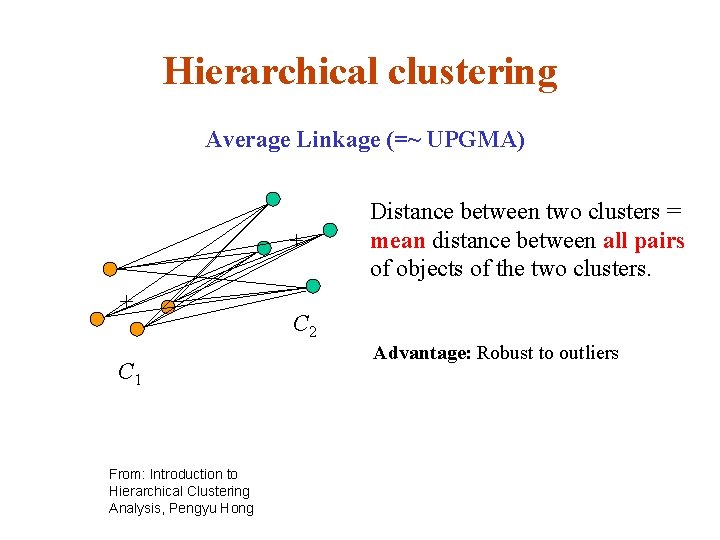 Hierarchical clustering
Average Linkage (=~ UPGMA)
Distance between two clusters =
mean distance between all pairs
of objects of the two clusters.
+
+
C2
C1
Advantage: Robust to outliers
From: Introduction to
Hierarchical Clustering
Analysis, Pengyu Hong